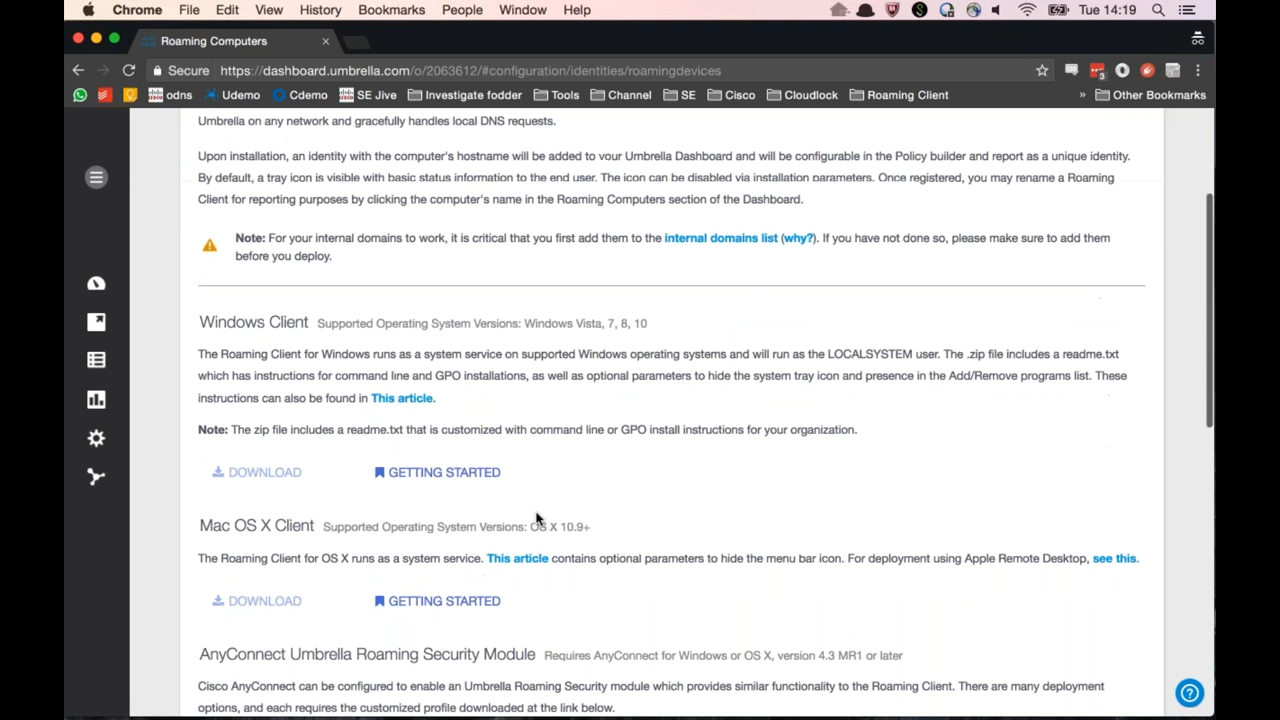 Chrome File Edit View History Bookmarks People Window Help Tue 14:19
Roaming Computers
Secure https://dashboard.umbrella.com/o/2063612/#configuration/identities/roamingdevices
odns Udemo Cdemo SE Jive Investigate fodder Tools Channel SE Cisco Cloudlock Roaming Client » Other Bookmarks
Umbrella on any network and gracefully handles local DNS requests.
Upon installation, an identity with the computer's hostname will be added to your Umbrella Dashboard and will be configurable in the Policy builder and report as a unique identity.
By default, a tray icon is visible with basic status information to the end user. The icon can be disabled via installation parameters. Once registered, you may rename a Roaming
Client for reporting purposes by clicking the computer's name in the Roaming Computers section of the Dashboard.
Note: For your internal domains to work, it is critical that you first add them to the internal domains list (why?). If you have not done so, please make sure to add them
before you deploy.
Windows Client Supported Operating System Versions: Windows Vista, 7, 8, 10
The Roaming Client for Windows runs as a system service on supported Windows operating systems and will run as the LOCALSYSTEM user. The .zip file includes a readme.txt
which has instructions for command line and GPO installations, as well as optional parameters to hide the system tray icon and presence in the Add/Remove programs list. These
instructions can also be found in This article.
Note: The zip file includes a readme.txt that is customized with command line or GPO install instructions for your organization.
DOWNLOAD GETTING STARTED
Mac OS X Client Supported Operating System Versions: OS X 10.9+
The Roaming Client for OS X runs as a system service. This article contains optional parameters to hide the menu bar icon. For deployment using Apple Remote Desktop, see this.
DOWNLOAD GETTING STARTED
AnyConnect Umbrella Roaming Security Module Requires AnyConnect for Windows or OS X, version 4.3 MR1 or later
Cisco AnyConnect can be configured to enable an Umbrella Roaming Security module which provides similar functionality to the Roaming Client. There are many deployment
options, and each requires the customized profile downloaded at the link below.